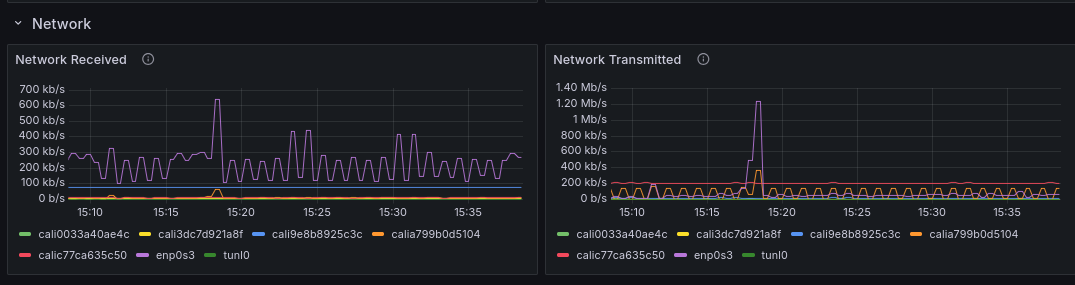 Network
Network Received
700 kb/s
600 kb/s
500 kb/s
400 kb/s
300 kb/s
200 kb/s
100 kb/s
0 b/s
15:10 15:15 15:20 15:25 15:30 15:35
cali0033a40ae4c cali3dc7d921a8f cali9e8b8925c3c calia799b0d5104
calic77ca635c50 enp0s3 tunl0
Network Transmitted
1.40 Mb/s
1.20 Mb/s
1 Mb/s
800 kb/s
600 kb/s
400 kb/s
200 kb/s
0 b/s
15:10 15:15 15:20 15:25 15:30 15:35
cali0033a40ae4c cali3dc7d921a8f cali9e8b8925c3c calia799b0d5104
calic77ca635c50 enp0s3 tunl0